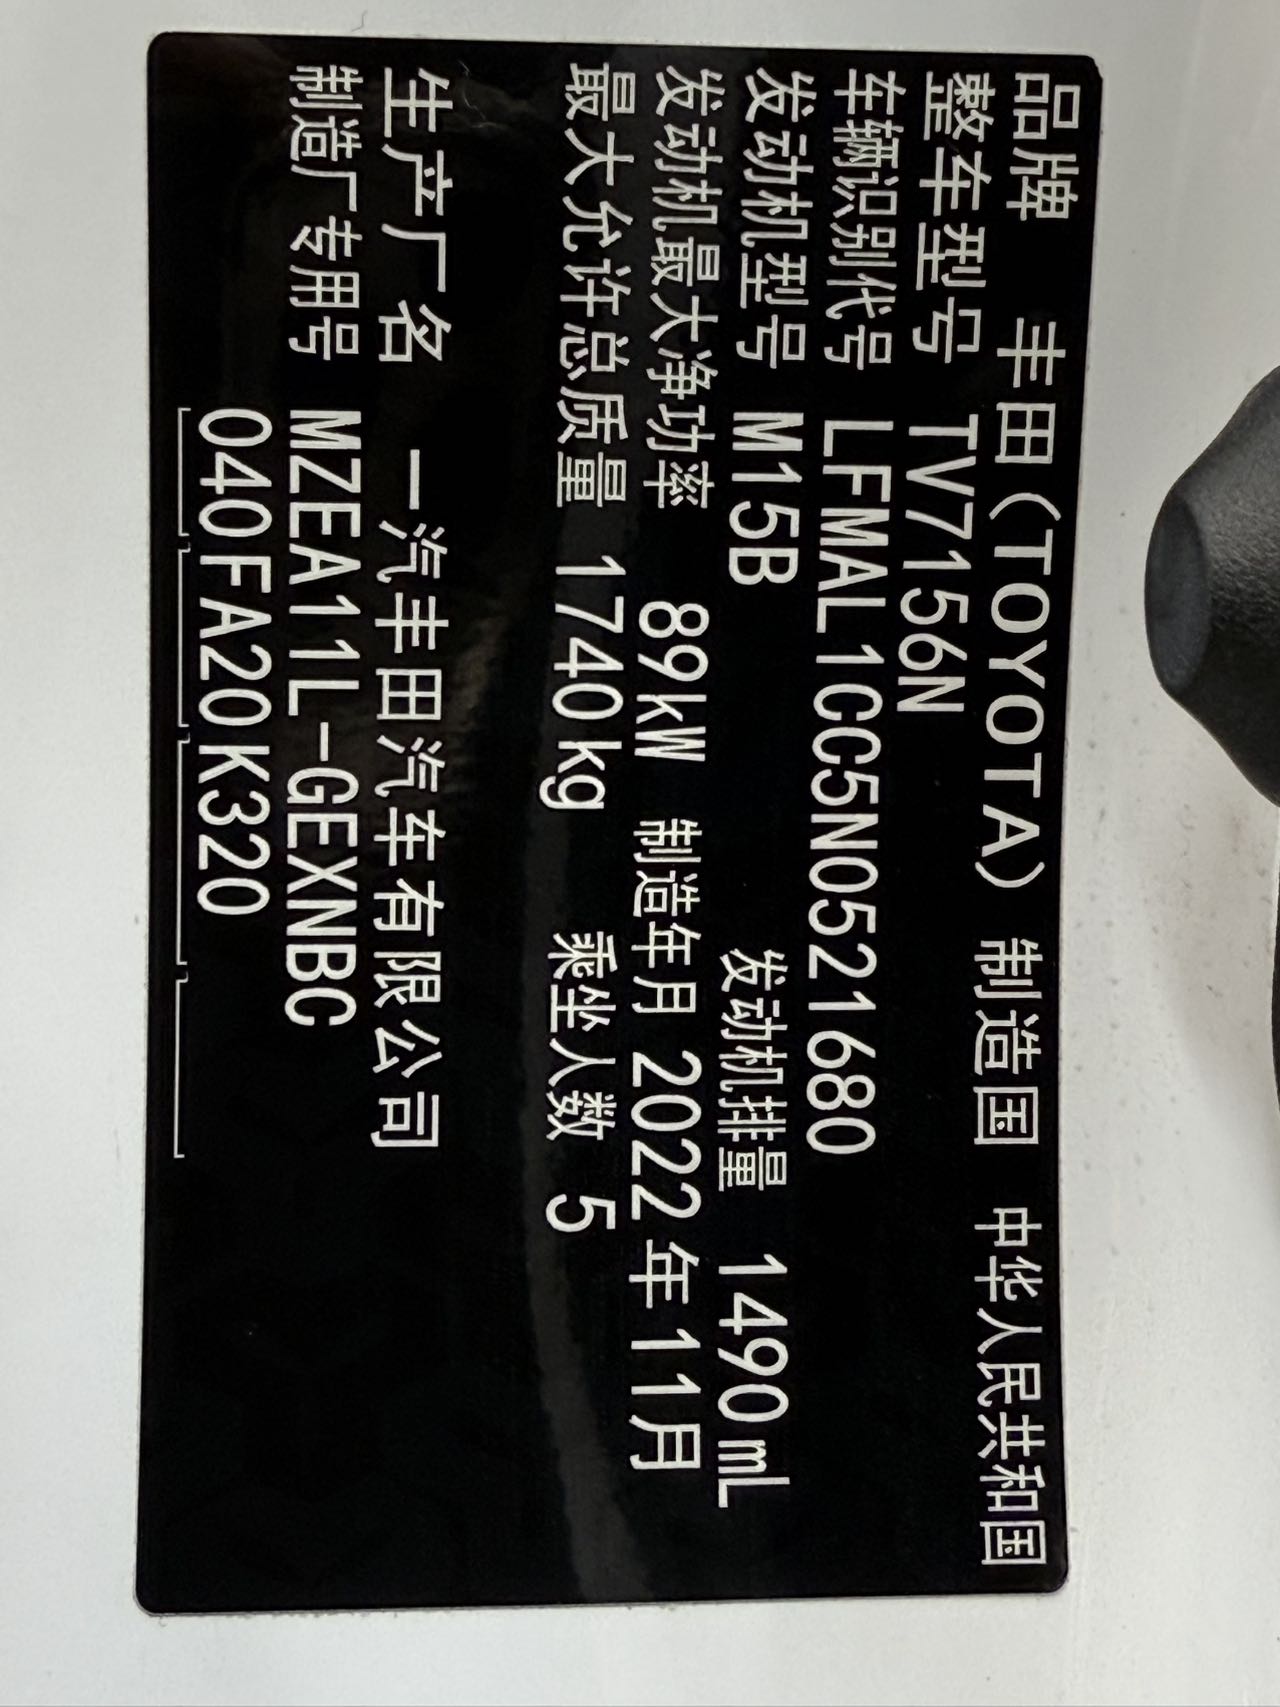 品牌 丰田(TOYOTA) 制造国 中华人民共和国
整车型号 TV7156N
车辆识别代号 LFMAL1CC5N0521680
发动机型号 M15B 发动机排量 1490mL
发动机最大净功率 89kW 制造年月 2022年11月
最大允许总质量 1740kg 乘坐人数 5
生产厂名 一汽丰田汽车有限公司
制造厂专用号 MZEA11L-GEXNBC
040FA20K320